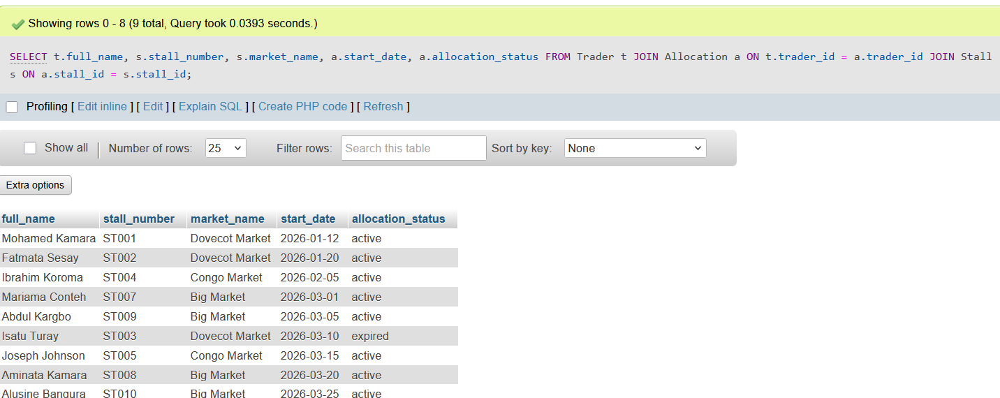 Showing rows 0 - 8 (9 total, Query took 0.0393 seconds.)
SELECT t.full_name, s.stall_number, s.market_name, a.start_date, a.allocation_status FROM Trader t JOIN Allocation a ON t.trader_id = a.trader_id JOIN Stall
s ON a.stall_id = s.stall_id;
Profiling [ Edit inline ] [ Edit ] [ Explain SQL ] [ Create PHP code ] [ Refresh ]
Show all Number of rows: 25 Filter rows: Search this table Sort by key: None
Extra options
full_name stall_number market_name start_date allocation_status
Mohamed Kamara ST001 Dovecot Market 2026-01-12 active
Fatmata Sesay ST002 Dovecot Market 2026-01-20 active
Ibrahim Koroma ST004 Congo Market 2026-02-05 active
Mariama Conteh ST007 Big Market 2026-03-01 active
Abdul Kargbo ST009 Big Market 2026-03-05 active
Isatu Turay ST003 Dovecot Market 2026-03-10 expired
Joseph Johnson ST005 Congo Market 2026-03-15 active
Aminata Kamara ST008 Big Market 2026-03-20 active
Alusine Bangura ST010 Big Market 2026-03-25 active